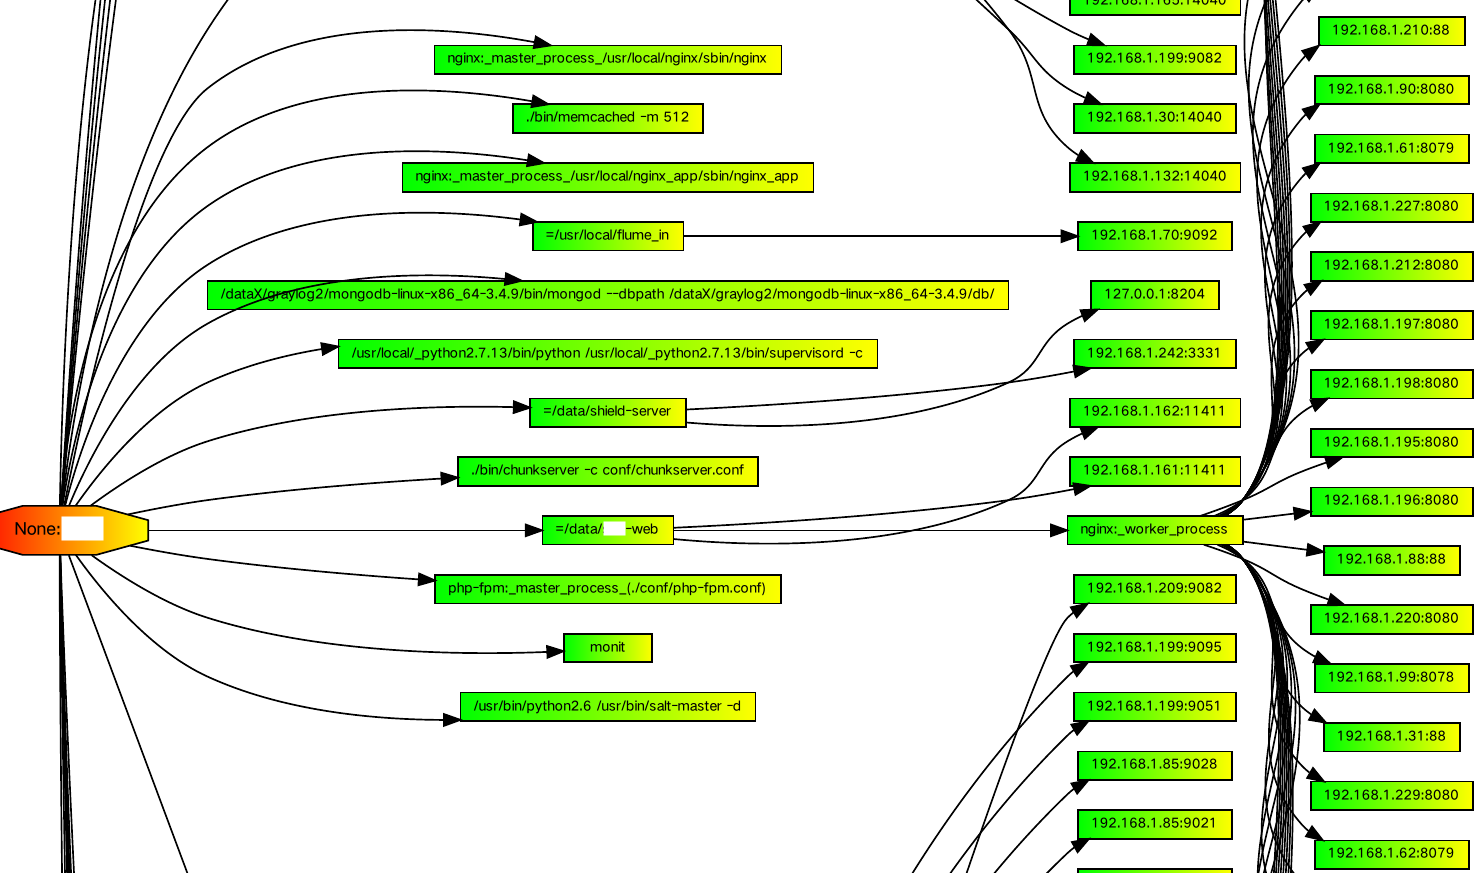 None:
nginx:_master_process_/usr/local/nginx/sbin/nginx
./bin/memcached -m 512
nginx:_master_process_/usr/local/nginx_app/sbin/nginx_app
=/usr/local/flume_in
/dataX/graylog2/mongodb-linux-x86_64-3.4.9/bin/mongod --dbpath /dataX/graylog2/mongodb-linux-x86_64-3.4.9/db/
/usr/local/_python2.7.13/bin/python /usr/local/_python2.7.13/bin/supervisord -c
=/data/shield-server
./bin/chunkserver -c conf/chunkserver.conf
=/data/ -web
php-fpm:_master_process_(./conf/php-fpm.conf)
monit
/usr/bin/python2.6 /usr/bin/salt-master -d
192.168.1.165:14040
192.168.1.199:9082
192.168.1.30:14040
192.168.1.132:14040
192.168.1.70:9092
127.0.0.1:8204
192.168.1.242:3331
192.168.1.162:11411
192.168.1.161:11411
nginx:_worker_process
192.168.1.209:9082
192.168.1.199:9095
192.168.1.199:9051
192.168.1.85:9028
192.168.1.85:9021
192.168.1.210:88
192.168.1.90:8080
192.168.1.61:8079
192.168.1.227:8080
192.168.1.212:8080
192.168.1.197:8080
192.168.1.198:8080
192.168.1.195:8080
192.168.1.196:8080
192.168.1.88:88
192.168.1.220:8080
192.168.1.99:8078
192.168.1.31:88
192.168.1.229:8080
192.168.1.62:8079